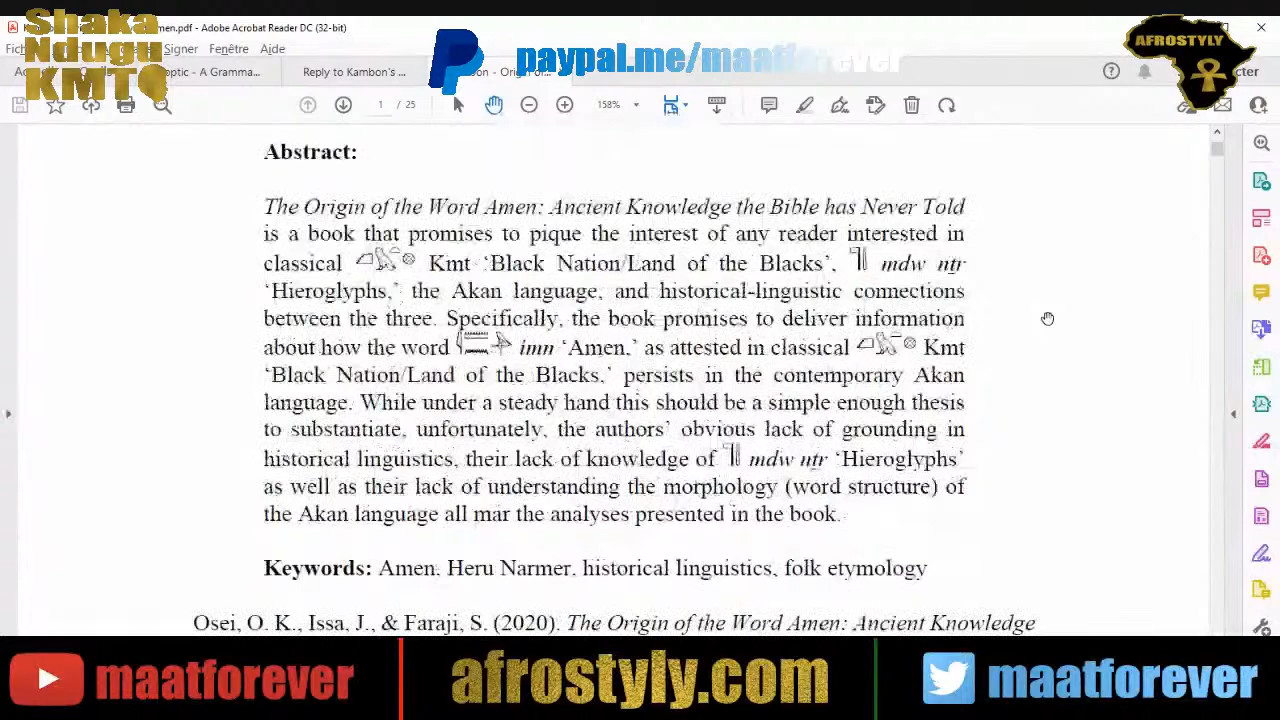 Shaka
Ndugu
KMT
men.pdf - Adobe Acrobat Reader DC (32-bit)
Signer Fenêtre Aide
paypal.me/maatforever
AFROSTYLY
optic - A Gramma...
Reply to Kambon's ...
1 / 25
158%
Abstract:
The Origin of the Word Amen: Ancient Knowledge the Bible has Never Told
is a book that promises to pique the interest of any reader interested in
classical Kmt ‘Black Nation/Land of the Blacks’, mdw nṯr
‘Hieroglyphs,’ the Akan language, and historical-linguistic connections
between the three. Specifically, the book promises to deliver information
about how the word imn ‘Amen,’ as attested in classical Kmt
‘Black Nation/Land of the Blacks,’ persists in the contemporary Akan
language. While under a steady hand this should be a simple enough thesis
to substantiate, unfortunately, the authors’ obvious lack of grounding in
historical linguistics, their lack of knowledge of mdw nṯr ‘Hieroglyphs’
as well as their lack of understanding the morphology (word structure) of
the Akan language all mar the analyses presented in the book.
Keywords: Amen, Heru Narmer, historical linguistics, folk etymology
Osei, O. K., Issa, J., & Faraji, S. (2020). The Origin of the Word Amen: Ancient Knowledge
maatforever
afrostyly.com
maatforever